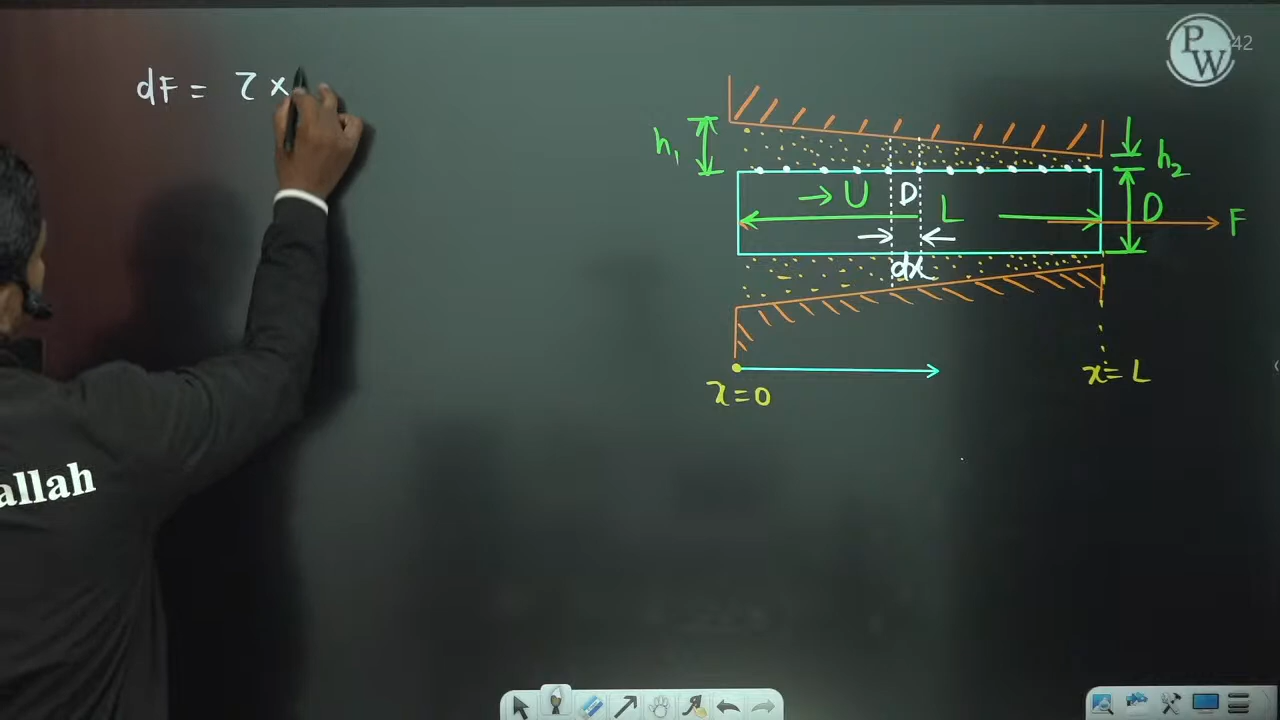 dF = τ ×
PW
42
h₁
h₂
→ U
D
L
D
F
dx
x = 0
x = L
allah